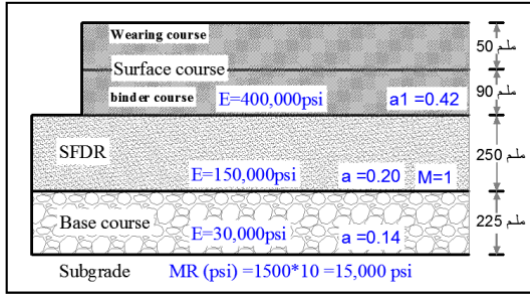 Wearing course
50 ملم
Surface course
binder course E=400,000psi a1 =0.42
90 ملم
SFDR
E=150,000psi a =0.20 M=1
250 ملم
Base course
E=30,000psi a =0.14
225 ملم
Subgrade MR (psi) =1500*10 =15,000 psi